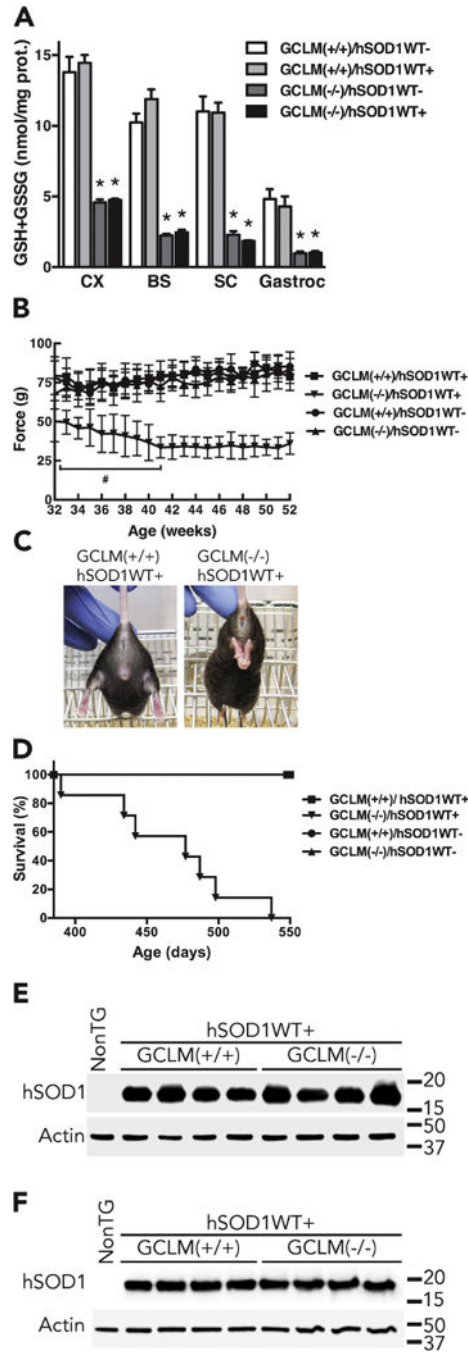 A
GSH+GSSG (nmol/mg prot.)
15
10
5
0
GCLM(+/+)/hSOD1WT-
GCLM(+/+)/hSOD1WT+
GCLM(-/-)/hSOD1WT-
GCLM(-/-)/hSOD1WT+
* * * * * * * *
CX BS SC Gastroc
B
Force (g)
100
75
50
25
0
#
32 34 36 38 40 42 44 46 48 50 52
Age (weeks)
GCLM(+/+)/hSOD1WT+
GCLM(-/-)/hSOD1WT+
GCLM(+/+)/hSOD1WT-
GCLM(-/-)/hSOD1WT-
C
GCLM(+/+) GCLM(-/-)
hSOD1WT+ hSOD1WT+
D
Survival (%)
100
80
60
40
20
0
400 450 500 550
Age (days)
GCLM(+/+)/ hSOD1WT+
GCLM(-/-)/hSOD1WT+
GCLM(+/+)/hSOD1WT-
GCLM(-/-)/hSOD1WT-
E
NonTG
hSOD1WT+
GCLM(+/+) GCLM(-/-)
hSOD1
20
15
Actin
50
37
F
NonTG
hSOD1WT+
GCLM(+/+) GCLM(-/-)
hSOD1
20
15
Actin
50
37